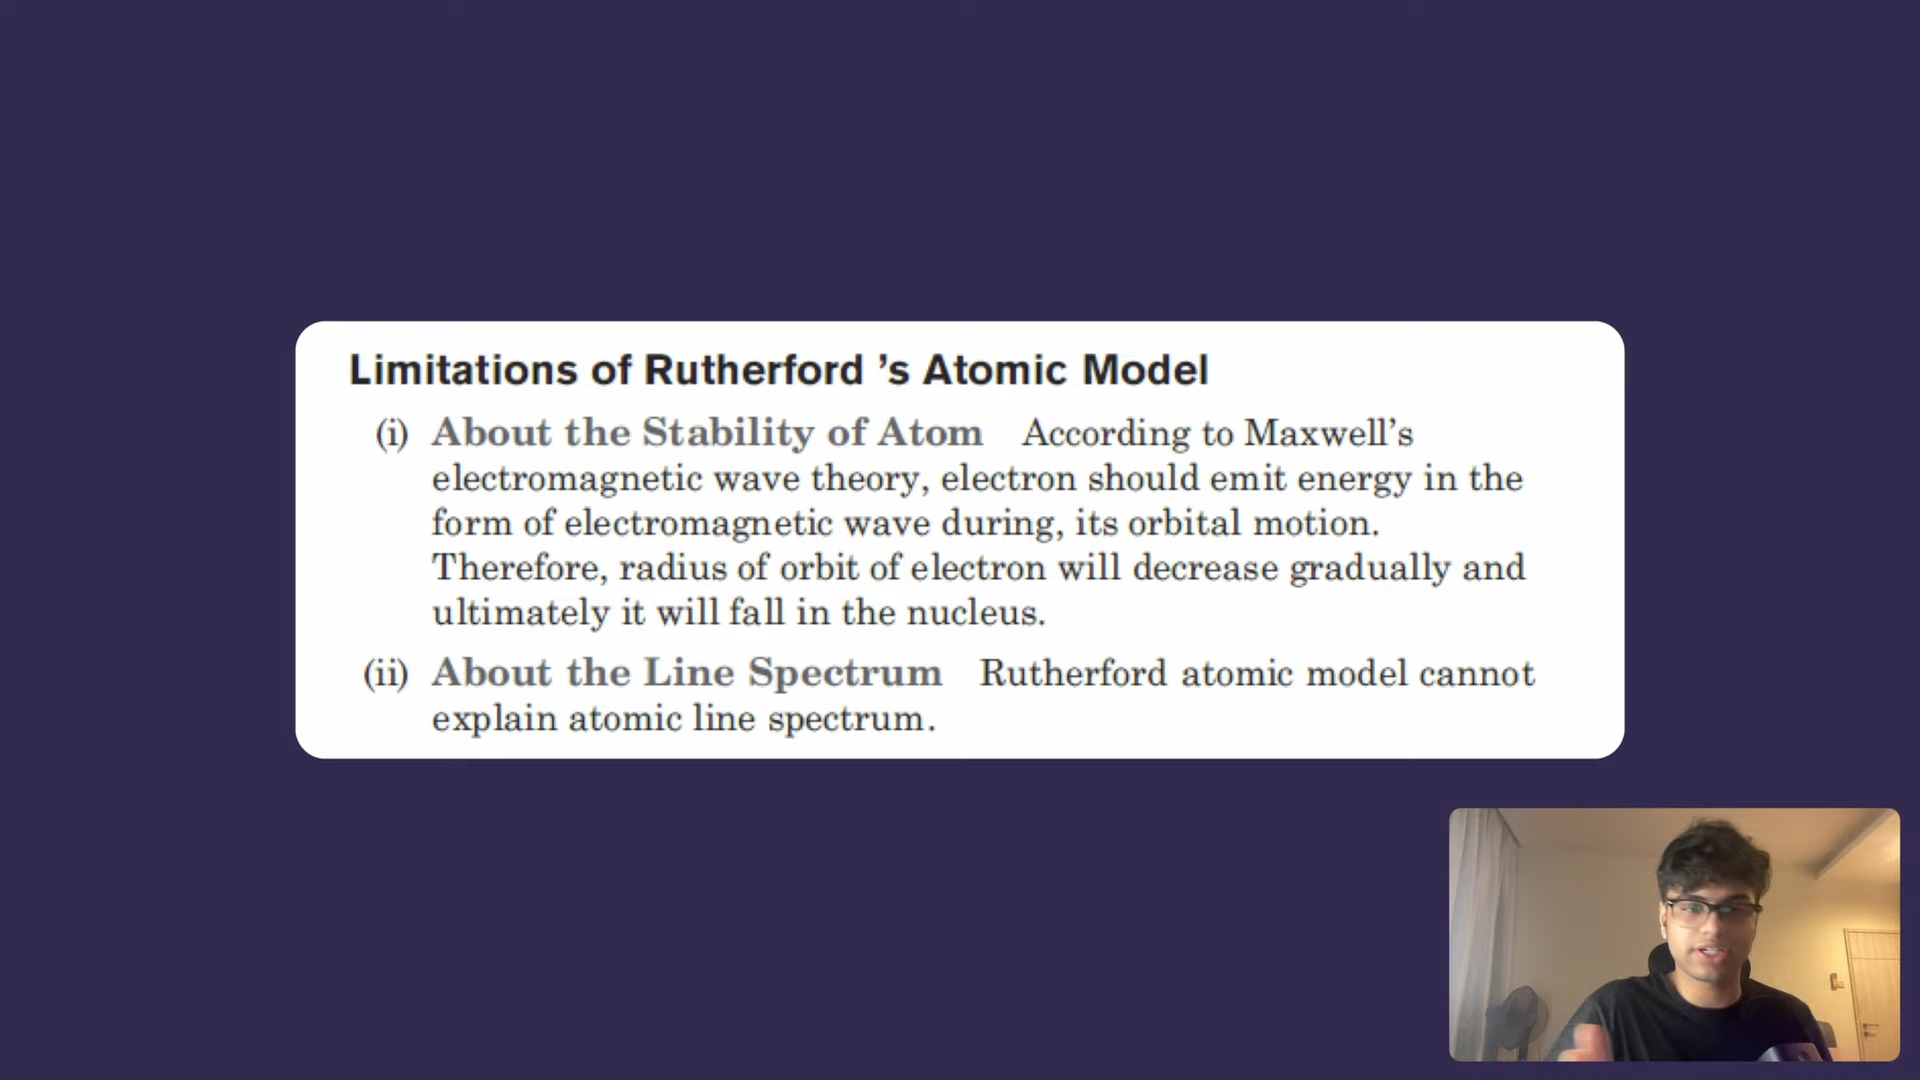 Limitations of Rutherford 's Atomic Model
(i) About the Stability of Atom According to Maxwell's
electromagnetic wave theory, electron should emit energy in the
form of electromagnetic wave during, its orbital motion.
Therefore, radius of orbit of electron will decrease gradually and
ultimately it will fall in the nucleus.
(ii) About the Line Spectrum Rutherford atomic model cannot
explain atomic line spectrum.